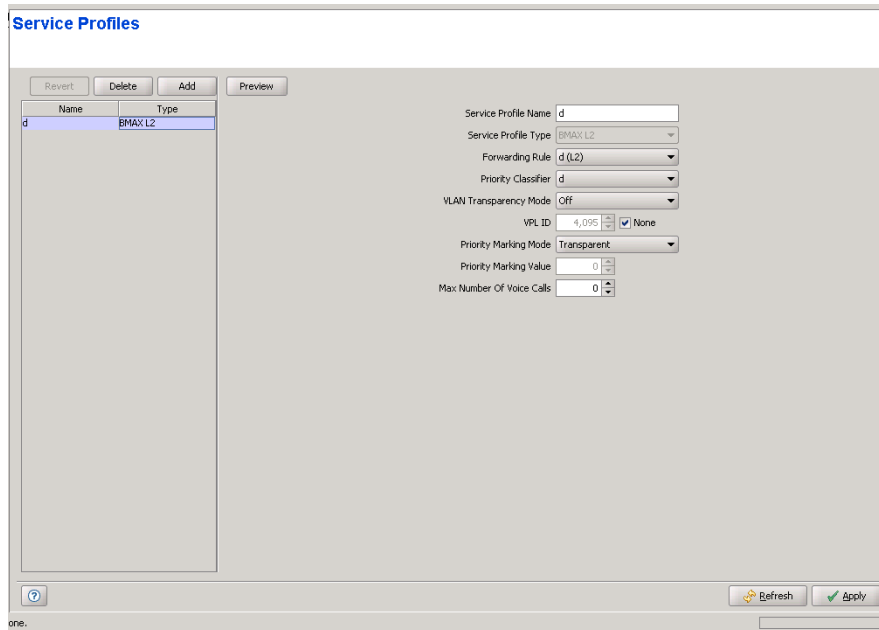 Service Profiles
Revert Delete Add Preview
Name Type
d BMAX L2
Service Profile Name d
Service Profile Type BMAX L2
Forwarding Rule d (L2)
Priority Classifier d
VLAN Transparency Mode Off
VPL ID 4,095 None
Priority Marking Mode Transparent
Priority Marking Value 0
Max Number Of Voice Calls 0
? Refresh Apply
one.